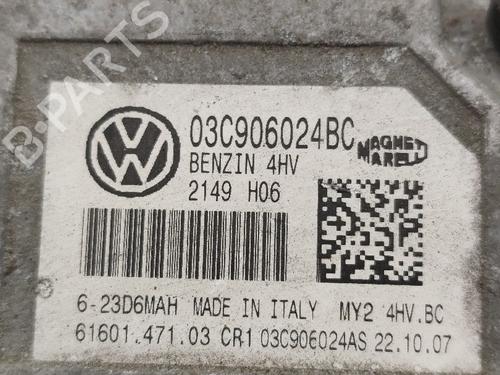 B-PARTS
03C906024BC
MAGNETI
MARELLI
BENZIN 4HV
2149 H06
6-23D6MAH MADE IN ITALY MY2 4HV.BC
61601.471.03 CR1 03C906024AS 22.10.07